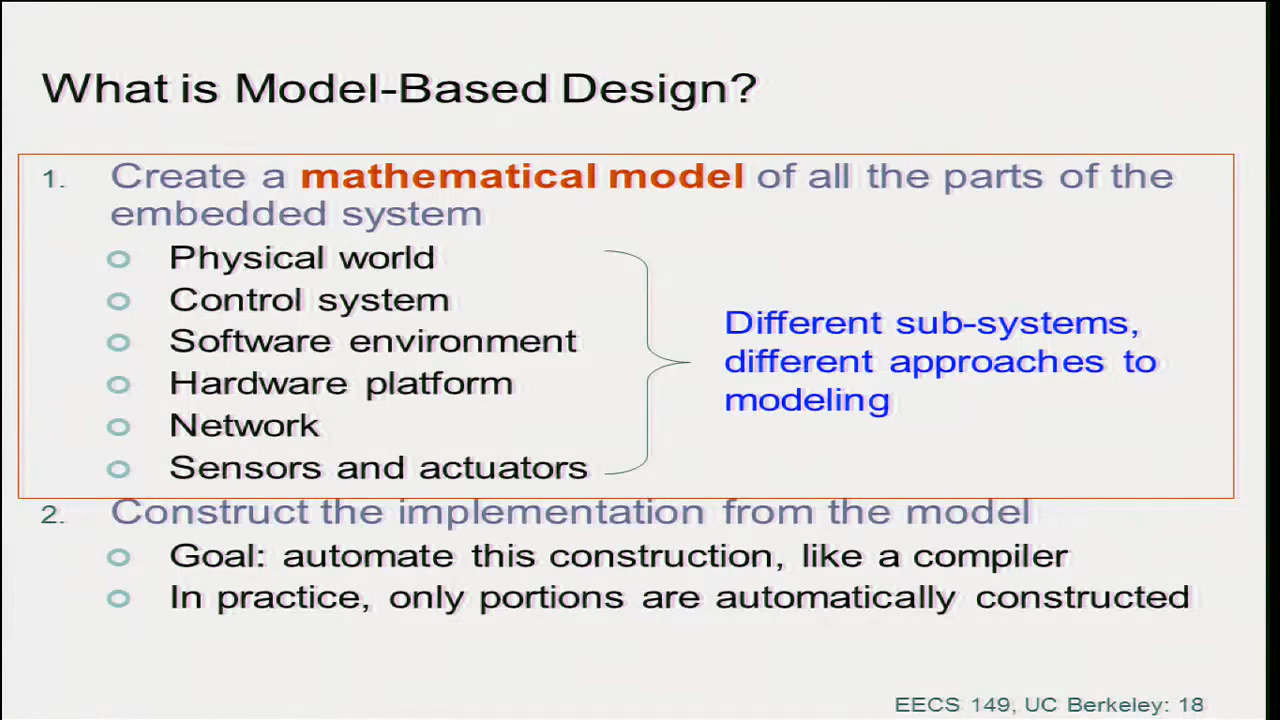 What is Model-Based Design?
1. Create a mathematical model of all the parts of the
embedded system
Physical world
Control system
Software environment
Hardware platform
Network
Sensors and actuators
Different sub-systems,
different approaches to
modeling
2. Construct the implementation from the model
Goal: automate this construction, like a compiler
In practice, only portions are automatically constructed
EECS 149, UC Berkeley: 18